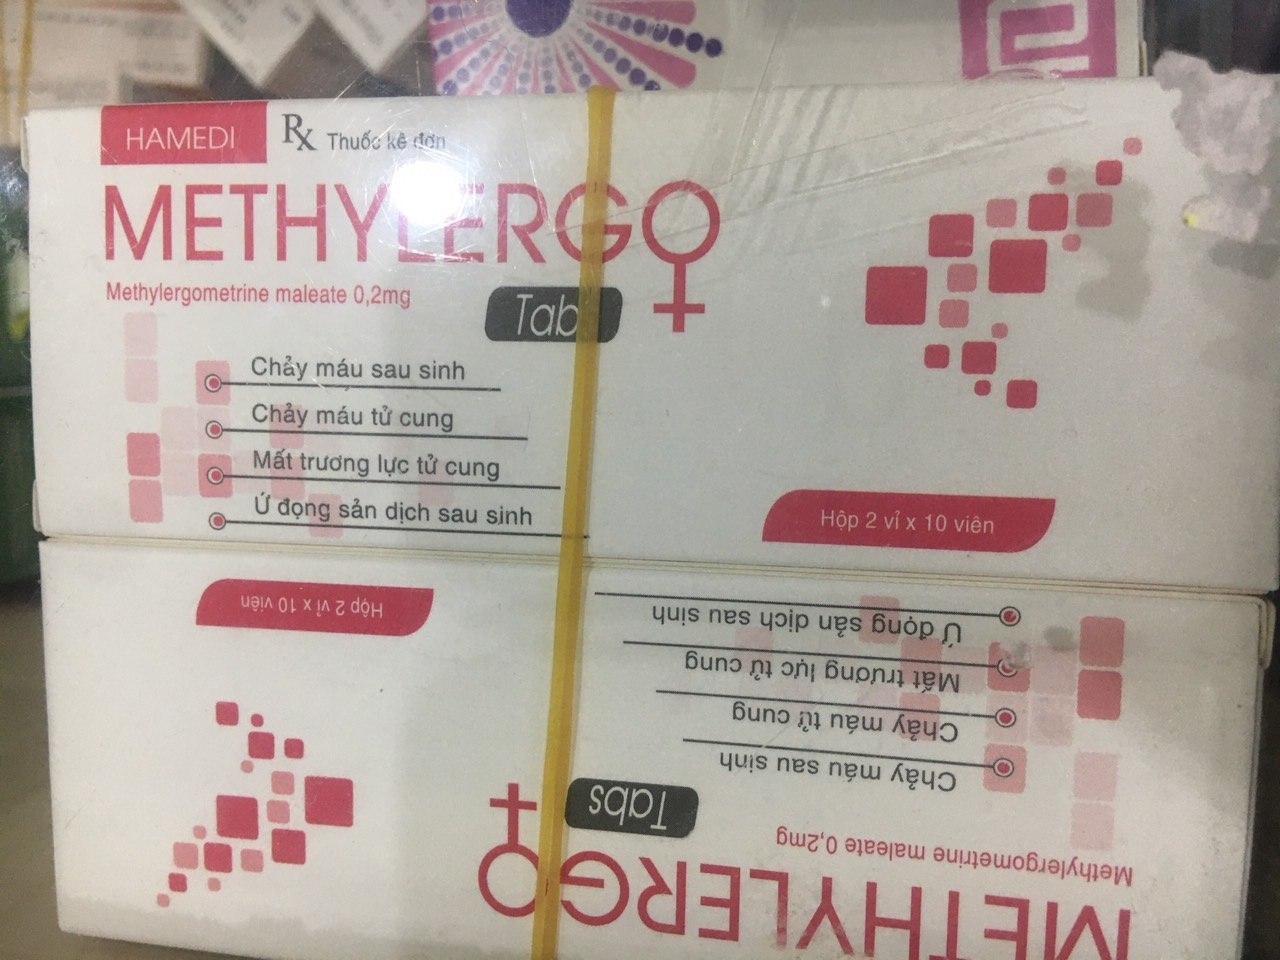 HAMEDI
Rx Thuốc kê đơn
METHYLERGO
Methylergometrine maleate 0,2mg
Tab
Chảy máu sau sinh
Chảy máu tử cung
Mất trương lực tử cung
Ứ đọng sản dịch sau sinh
Hộp 2 vỉ x 10 viên
METHYLERGO
Methylergometrine maleate 0,2mg
Tabs
Chảy máu sau sinh
Chảy máu tử cung
Mất trương lực tử cung
Ứ đọng sản dịch sau sinh
Hộp 2 vỉ x 10 viên